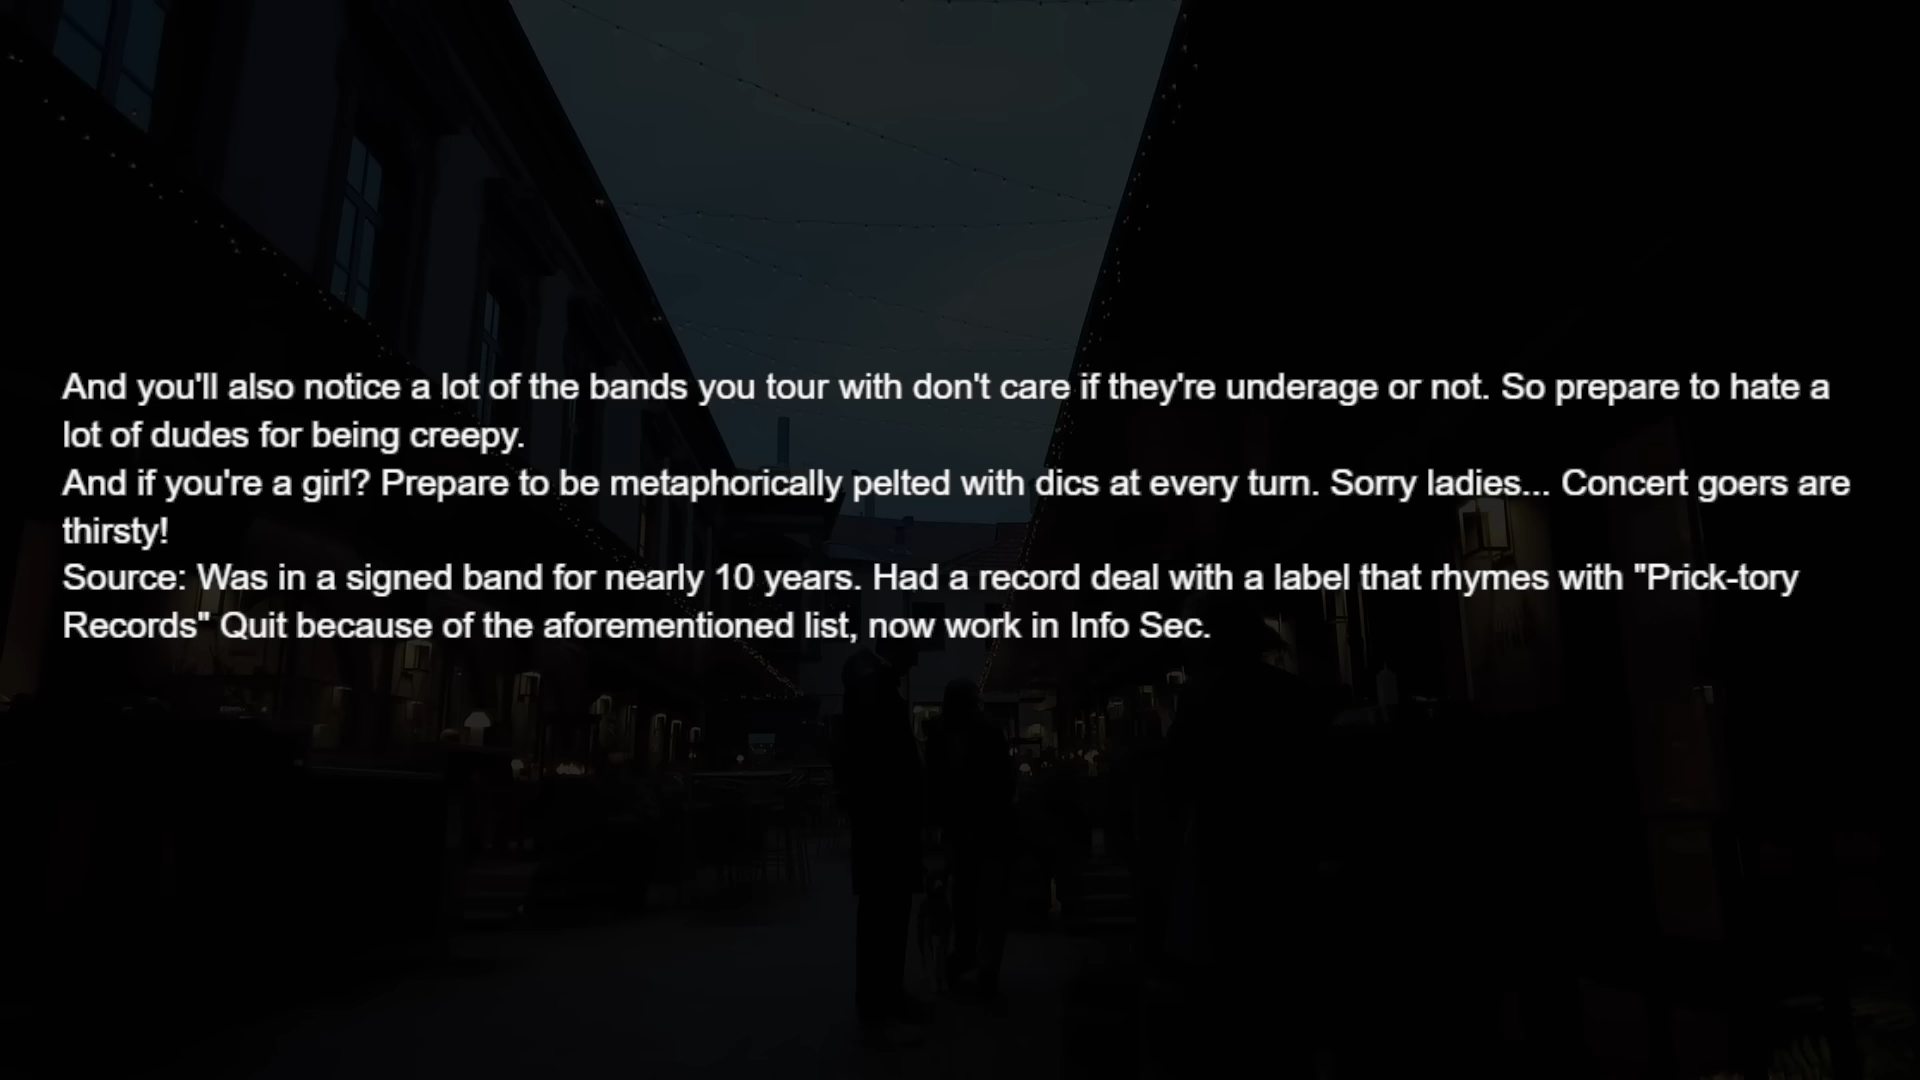 And you'll also notice a lot of the bands you tour with don't care if they're underage or not. So prepare to hate a
lot of dudes for being creepy.
And if you're a girl? Prepare to be metaphorically pelted with dics at every turn. Sorry ladies... Concert goers are
thirsty!
Source: Was in a signed band for nearly 10 years. Had a record deal with a label that rhymes with "Prick-tory
Records" Quit because of the aforementioned list, now work in Info Sec.